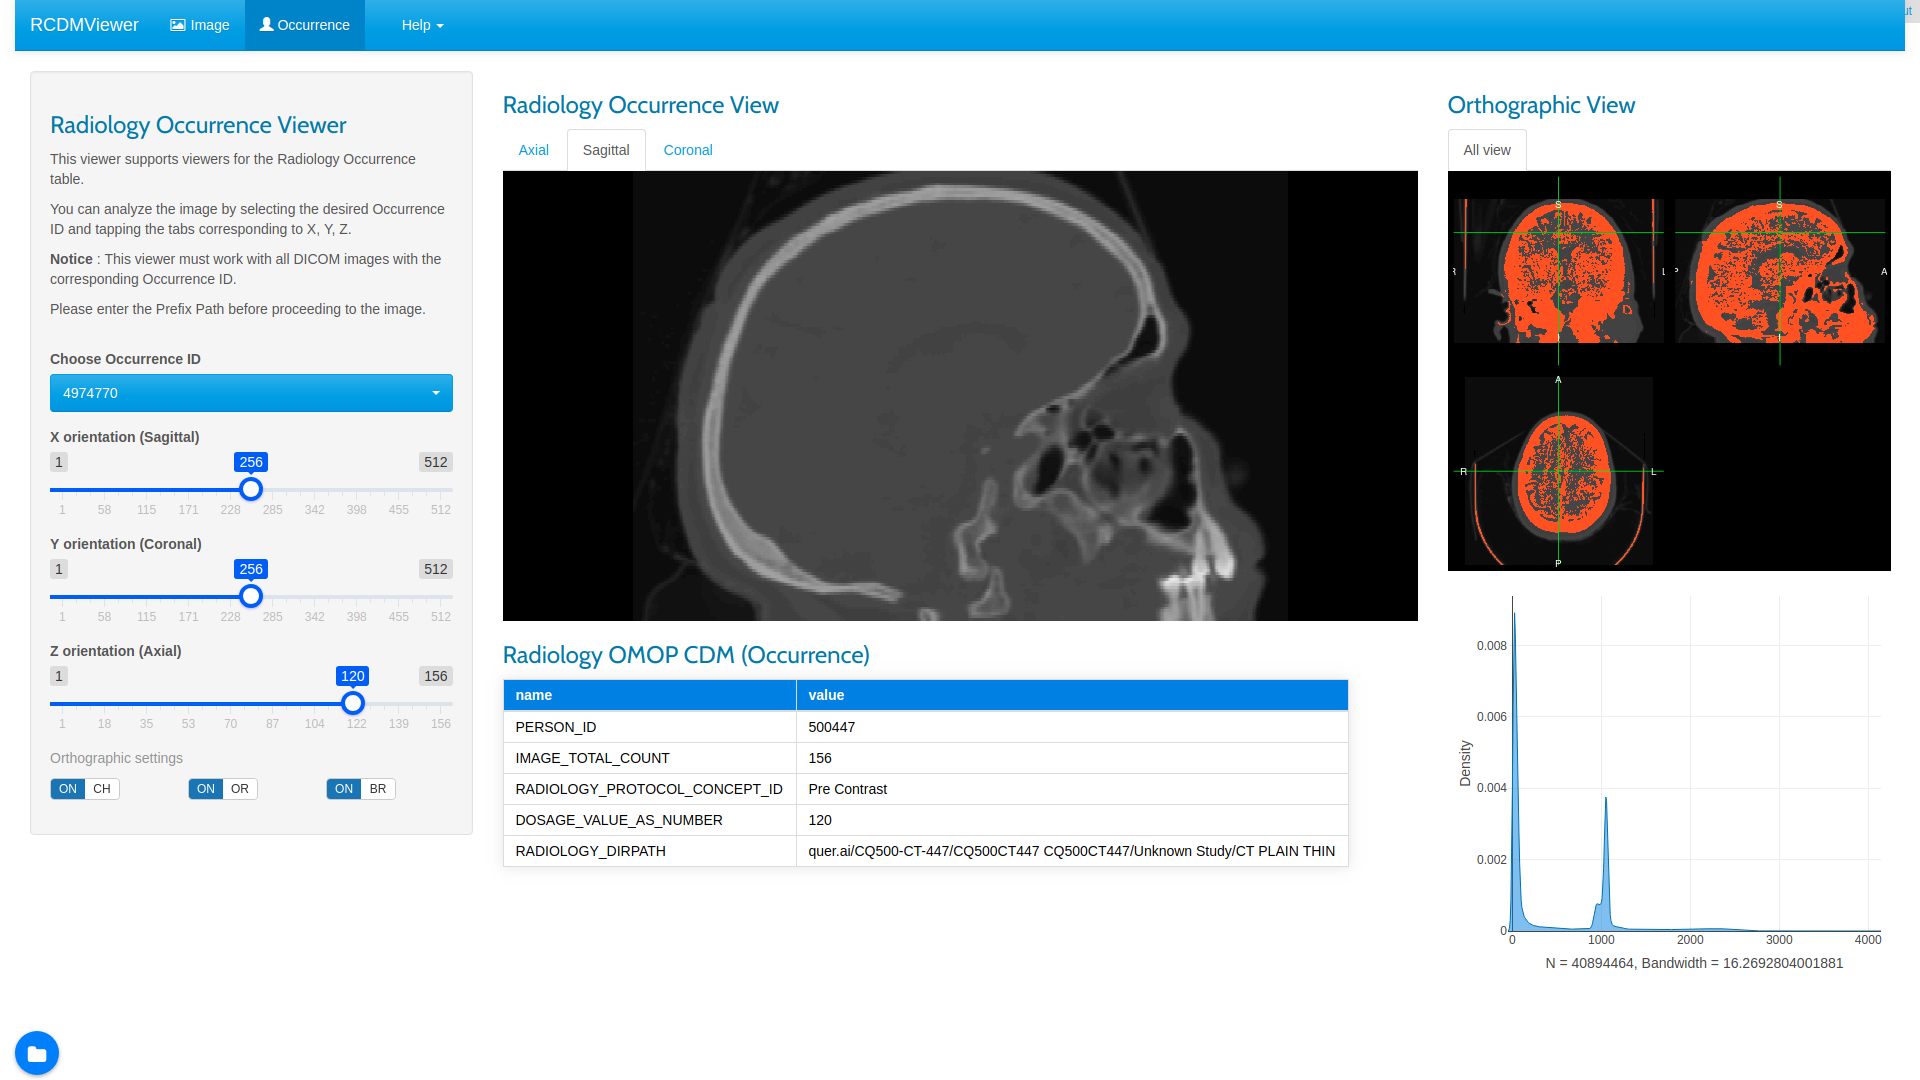 RCDMViewer Image Occurrence Help
ut
Radiology Occurrence Viewer
This viewer supports viewers for the Radiology Occurrence
table.
You can analyze the image by selecting the desired Occurrence
ID and tapping the tabs corresponding to X, Y, Z.
Notice : This viewer must work with all DICOM images with the
corresponding Occurrence ID.
Please enter the Prefix Path before proceeding to the image.
Choose Occurrence ID
4974770
X orientation (Sagittal)
1 256 512
1 58 115 171 228 285 342 398 455 512
Y orientation (Coronal)
1 256 512
1 58 115 171 228 285 342 398 455 512
Z orientation (Axial)
1 120 156
1 18 35 53 70 87 104 122 139 156
Orthographic settings
ON CH ON OR ON BR
Radiology Occurrence View
Axial Sagittal Coronal
Radiology OMOP CDM (Occurrence)
name value
PERSON_ID 500447
IMAGE_TOTAL_COUNT 156
RADIOLOGY_PROTOCOL_CONCEPT_ID Pre Contrast
DOSAGE_VALUE_AS_NUMBER 120
RADIOLOGY_DIRPATH quer.ai/CQ500-CT-447/CQ500CT447 CQ500CT447/Unknown Study/CT PLAIN THIN
Orthographic View
All view
S S
R L P A
I I
A
R L
P
0.008
0.006
0.004
0.002
0
Density
0 1000 2000 3000 4000
N = 40894464, Bandwidth = 16.2692804001881